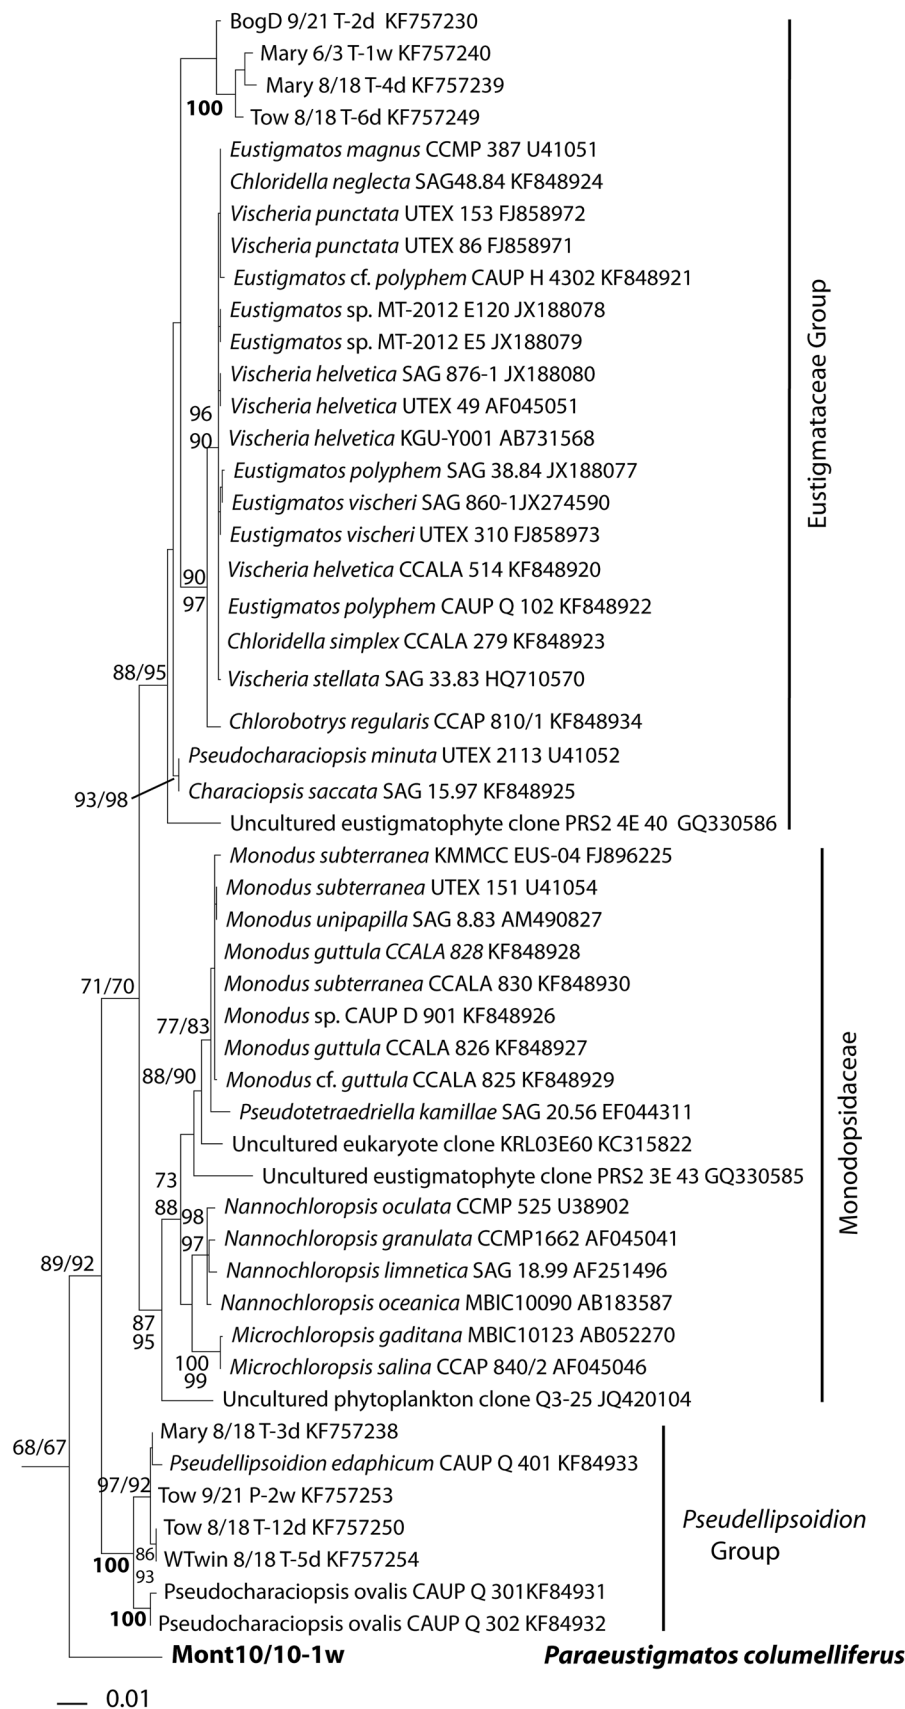 BogD 9/21 T-2d KF757230
Mary 6/3 T-1w KF757240
Mary 8/18 T-4d KF757239
100
Tow 8/18 T-6d KF757249
Eustigmatos magnus CCMP 387 U41051
Chloridella neglecta SAG48.84 KF848924
Vischeria punctata UTEX 153 FJ858972
Vischeria punctata UTEX 86 FJ858971
Eustigmatos cf. polyphem CAUP H 4302 KF848921
Eustigmatos sp. MT-2012 E120 JX188078
Eustigmatos sp. MT-2012 E5 JX188079
Vischeria helvetica SAG 876-1 JX188080
Vischeria helvetica UTEX 49 AF045051
96
90
Vischeria helvetica KGU-Y001 AB731568
Eustigmatos polyphem SAG 38.84 JX188077
Eustigmatos vischeri SAG 860-1JX274590
Eustigmatos vischeri UTEX 310 FJ858973
Vischeria helvetica CCALA 514 KF848920
90
97
Eustigmatos polyphem CAUP Q 102 KF848922
Chloridella simplex CCALA 279 KF848923
Vischeria stellata SAG 33.83 HQ710570
88/95
Chlorobotrys regularis CCAP 810/1 KF848934
Pseudocharaciopsis minuta UTEX 2113 U41052
Characiopsis saccata SAG 15.97 KF848925
93/98
Uncultured eustigmatophyte clone PRS2 4E 40 GQ330586
Eustigmataceae Group
Monodus subterranea KMMCC EUS-04 FJ896225
Monodus subterranea UTEX 151 U41054
Monodus unipapilla SAG 8.83 AM490827
Monodus guttula CCALA 828 KF848928
Monodus subterranea CCALA 830 KF848930
71/70
Monodus sp. CAUP D 901 KF848926
77/83
Monodus guttula CCALA 826 KF848927
88/90
Monodus cf. guttula CCALA 825 KF848929
Pseudotetraedriella kamillae SAG 20.56 EF044311
Uncultured eukaryote clone KRL03E60 KC315822
Uncultured eustigmatophyte clone PRS2 3E 43 GQ330585
73
88
Nannochloropsis oculata CCMP 525 U38902
98
97
Nannochloropsis granulata CCMP1662 AF045041
Nannochloropsis limnetica SAG 18.99 AF251496
89/92
Nannochloropsis oceanica MBIC10090 AB183587
87
95
Microchloropsis gaditana MBIC10123 AB052270
Microchloropsis salina CCAP 840/2 AF045046
100
99
Uncultured phytoplankton clone Q3-25 JQ420104
Monodopsidaceae
Mary 8/18 T-3d KF757238
68/67
Pseudellipsoidion edaphicum CAUP Q 401 KF84933
97/92
Tow 9/21 P-2w KF757253
Tow 8/18 T-12d KF757250
86
93
100
WTwin 8/18 T-5d KF757254
Pseudocharaciopsis ovalis CAUP Q 301KF84931
100
Pseudocharaciopsis ovalis CAUP Q 302 KF84932
Pseudellipsoidion
Group
Mont10/10-1w
Paraeustigmatos columelliferus
0.01